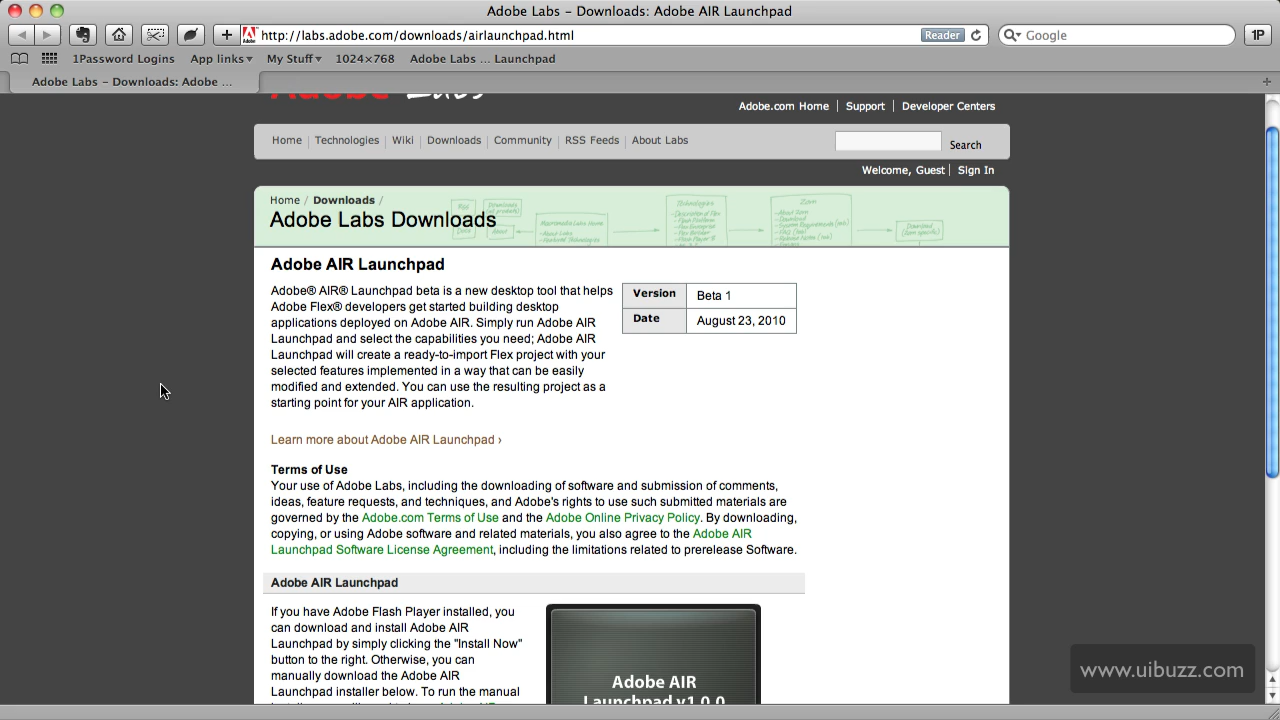 Adobe Labs – Downloads: Adobe AIR Launchpad
http://labs.adobe.com/downloads/airlaunchpad.html
Reader
Google
1P
1Password Logins App links▾ My Stuff▾ 1024×768 Adobe Labs ... Launchpad
Adobe Labs – Downloads: Adobe ...
Adobe.com Home Support Developer Centers
Home Technologies Wiki Downloads Community RSS Feeds About Labs
Search
Welcome, Guest Sign In
Home / Downloads /
Adobe Labs Downloads
Adobe AIR Launchpad
Adobe® AIR® Launchpad beta is a new desktop tool that helps
Adobe Flex® developers get started building desktop
applications deployed on Adobe AIR. Simply run Adobe AIR
Launchpad and select the capabilities you need; Adobe AIR
Launchpad will create a ready-to-import Flex project with your
selected features implemented in a way that can be easily
modified and extended. You can use the resulting project as a
starting point for your AIR application.
Version Beta 1
Date August 23, 2010
Learn more about Adobe AIR Launchpad ›
Terms of Use
Your use of Adobe Labs, including the downloading of software and submission of comments,
ideas, feature requests, and techniques, and Adobe's rights to use such submitted materials are
governed by the Adobe.com Terms of Use and the Adobe Online Privacy Policy. By downloading,
copying, or using Adobe software and related materials, you also agree to the Adobe AIR
Launchpad Software License Agreement, including the limitations related to prerelease Software.
Adobe AIR Launchpad
If you have Adobe Flash Player installed, you
can download and install Adobe AIR
Launchpad by simply clicking the "Install Now"
button to the right. Otherwise, you can
manually download the Adobe AIR
Launchpad installer below. To run the manual
Adobe AIR
Launchpad v1.0.0
www.uibuzz.com